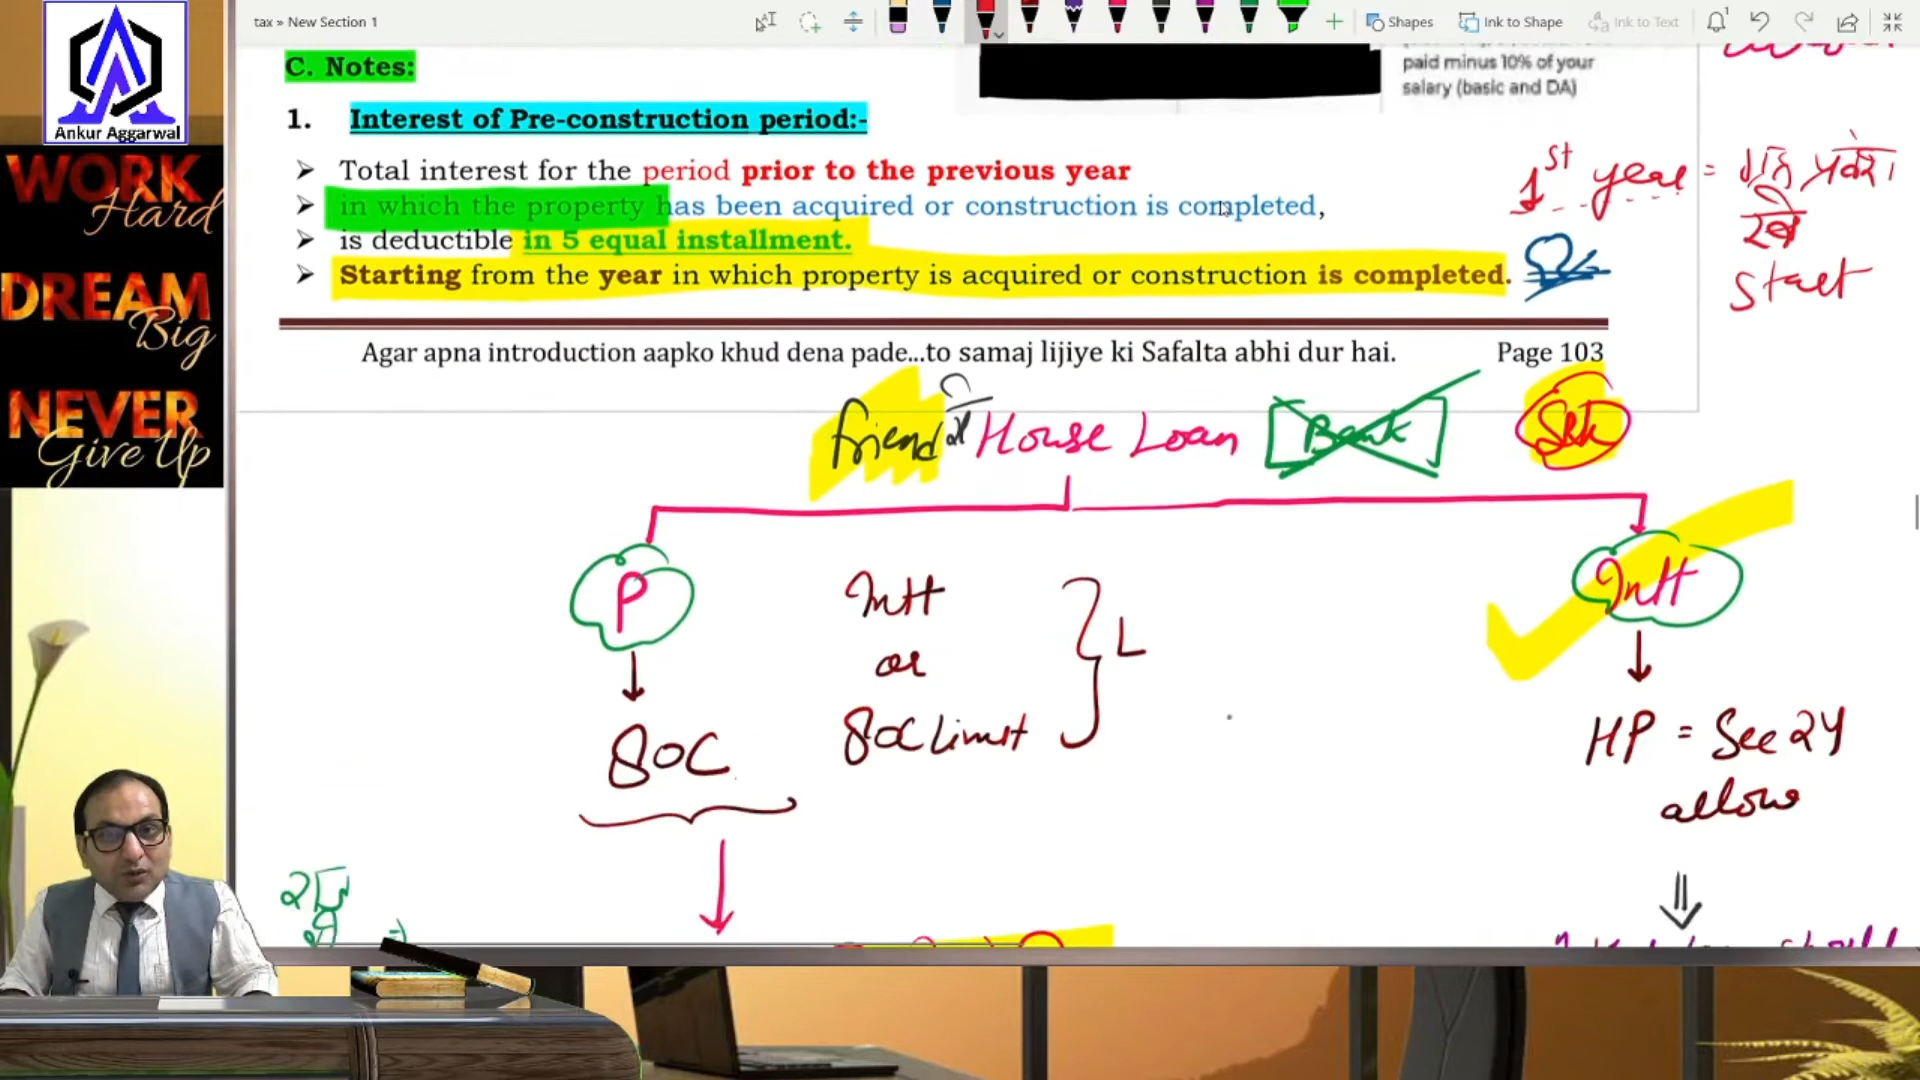 tax » New Section 1
Shapes
Ink to Shape
Ink to Text
Ankur Aggarwal
WORK
Hard
DREAM
Big
NEVER
Give Up
C. Notes:
paid minus 10% of your
salary (basic and DA)
1. Interest of Pre-construction period:-
➢ Total interest for the period prior to the previous year
➢ in which the property has been acquired or construction is completed,
➢ is deductible in 5 equal installment.
➢ Starting from the year in which property is acquired or construction is completed.
1st year =
Start
Agar apna introduction aapko khud dena pade...to samaj lijiye ki Safalta abhi dur hai. Page 103
friend House Loan Bank
P
Intt
or
80C Limit
L
80C
Intt
HP = Sec 24
allow